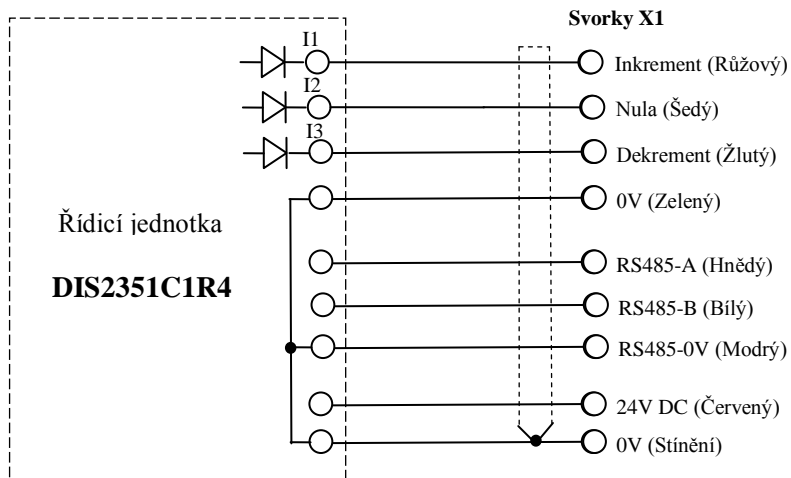 Svorky X1
I1
Inkrement (Růžový)
I2
Nula (Šedý)
I3
Dekrement (Žlutý)
0V (Zelený)
Řídicí jednotka
RS485-A (Hnědý)
DIS2351C1R4
RS485-B (Bílý)
RS485-0V (Modrý)
24V DC (Červený)
0V (Stínění)